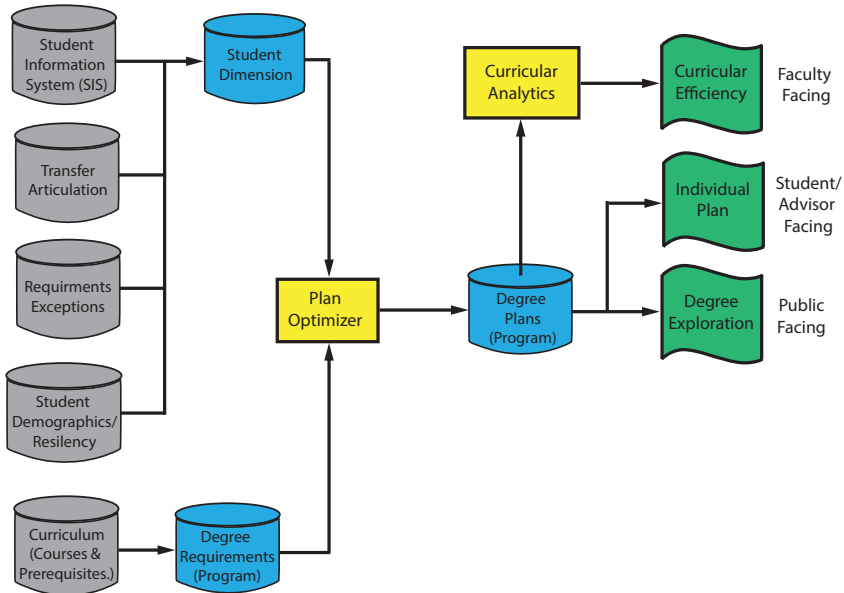 Student
Information
System (SIS)
Student
Dimension
Transfer
Articulation
Requirments
Exceptions
Student
Demographics/
Resilency
Curriculum
(Courses &
Prerequisites.)
Degree
Requirements
(Program)
Plan
Optimizer
Degree
Plans
(Program)
Curricular
Analytics
Curricular
Efficiency
Faculty
Facing
Individual
Plan
Student/
Advisor
Facing
Degree
Exploration
Public
Facing